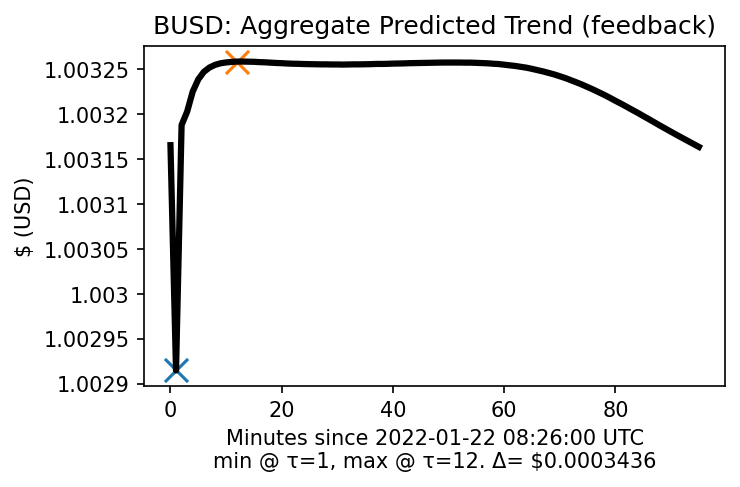 BUSD: Aggregate Predicted Trend (feedback)
$ (USD)
1.00325
1.0032
1.00315
1.0031
1.00305
1.003
1.00295
1.0029
0 20 40 60 80
Minutes since 2022-01-22 08:26:00 UTC
min @ τ=1, max @ τ=12. Δ= $0.0003436